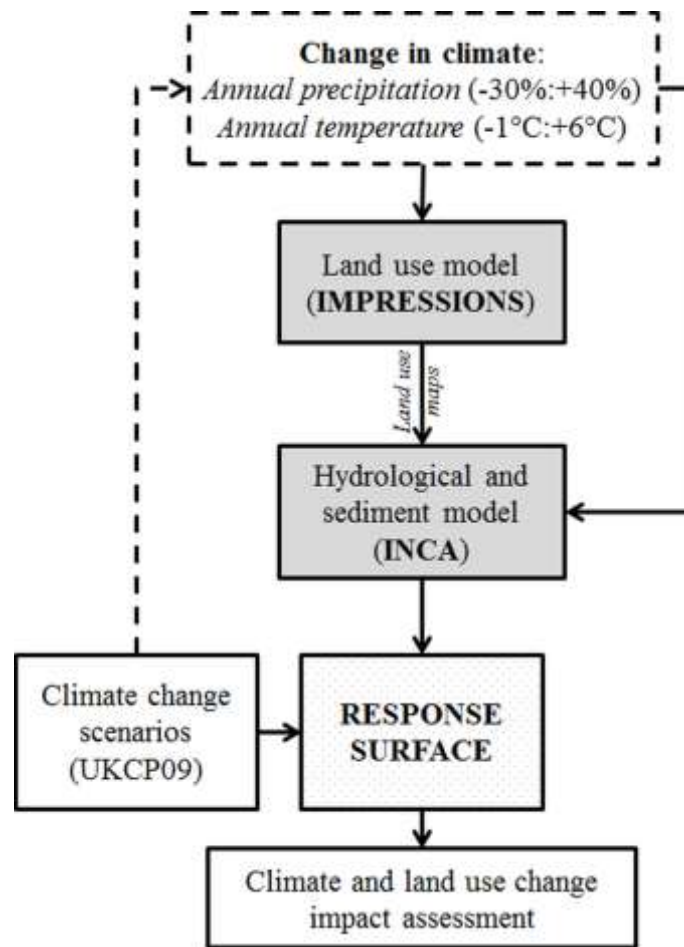 Change in climate:
Annual precipitation (-30%:+40%)
Annual temperature (-1°C:+6°C)
Land use model
(IMPRESSIONS)
Land use
maps
Hydrological and
sediment model
(INCA)
Climate change
scenarios
(UKCP09)
RESPONSE
SURFACE
Climate and land use change
impact assessment